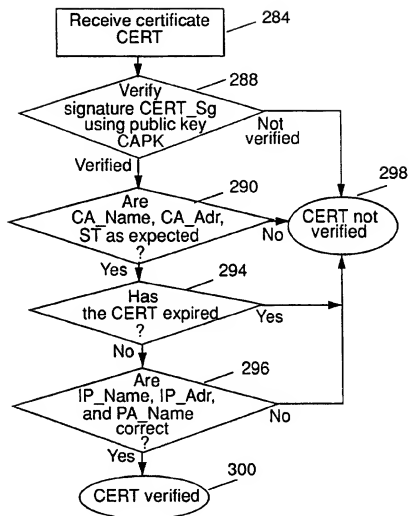 Receive certificate
CERT
284
Verify
signature CERT_Sg
using public key
CAPK
288
Not
verified
Verified
290
Are
CA_Name, CA_Adr,
ST as expected
?
No
298
CERT not
verified
Yes
294
Has
the CERT expired
?
Yes
No
296
Are
IP_Name, IP_Adr,
and PA_Name
correct
?
No
Yes
300
CERT verified